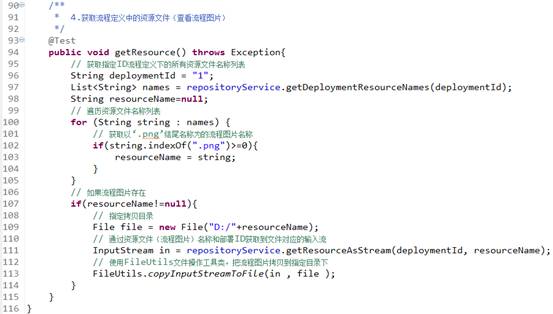 90 /**
91 * 4.获取流程定义中的资源文件（查看流程图片）
92 */
93 @Test
94 public void getResource() throws Exception{
95 // 获取指定ID流程定义下的所有资源文件名称列表
96 String deploymentId = "1";
97 List<String> names = repositoryService.getDeploymentResourceNames(deploymentId);
98 String resourceName=null;
99 // 遍历资源文件名称列表
100 for (String string : names) {
101 // 获取以‘.png’结尾名称为的流程图片名称
102 if(string.indexOf(".png")>=0){
103 resourceName = string;
104 }
105 }
106 // 如果流程图片存在
107 if(resourceName!=null){
108 // 指定拷贝目录
109 File file = new File("D:/"+resourceName);
110 // 通过资源文件（流程图片）名称和部署ID获取到文件对应的输入流
111 InputStream in = repositoryService.getResourceAsStream(deploymentId, resourceName);
112 // 使用FileUtils文件操作工具类，把流程图片拷贝到指定目录下
113 FileUtils.copyInputStreamToFile(in , file );
114 }
115 }
116 }